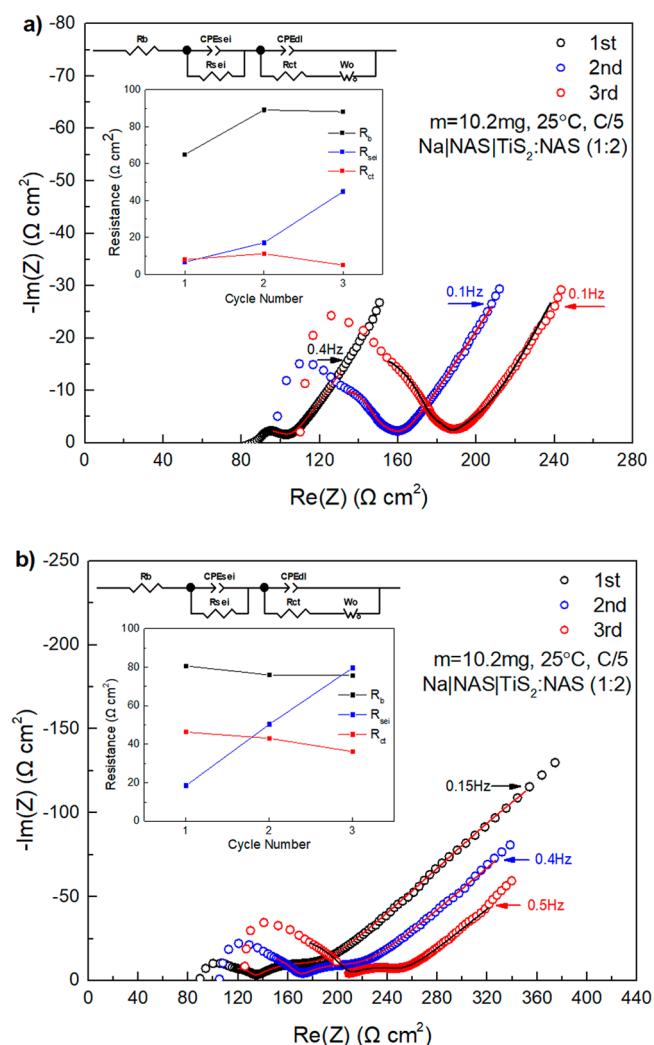 a)
-80
-70
-60
-50
-40
-30
-20
-10
0
-Im(Z) (Ω cm²)
Rb
CPEsei
Rsei
CPEdl
Rct
Wo
1st
2nd
3rd
m=10.2mg, 25°C, C/5
Na|NAS|TiS₂:NAS (1:2)
100
80
60
40
20
0
Resistance (Ω cm²)
R_b
R_sei
R_ct
1 2 3
Cycle Number
0.4Hz
0.1Hz
0.1Hz
0 40 80 120 160 200 240 280
Re(Z) (Ω cm²)
b)
-250
-200
-150
-100
-50
0
-Im(Z) (Ω cm²)
Rb
CPEsei
Rsei
CPEdl
Rct
Wo
1st
2nd
3rd
m=10.2mg, 25°C, C/5
Na|NAS|TiS₂:NAS (1:2)
100
80
60
40
20
0
Resistance (Ω cm²)
R_b
R_sei
R_ct
1 2 3
Cycle Number
0.15Hz
0.4Hz
0.5Hz
0 40 80 120 160 200 240 280 320 360 400 440
Re(Z) (Ω cm²)